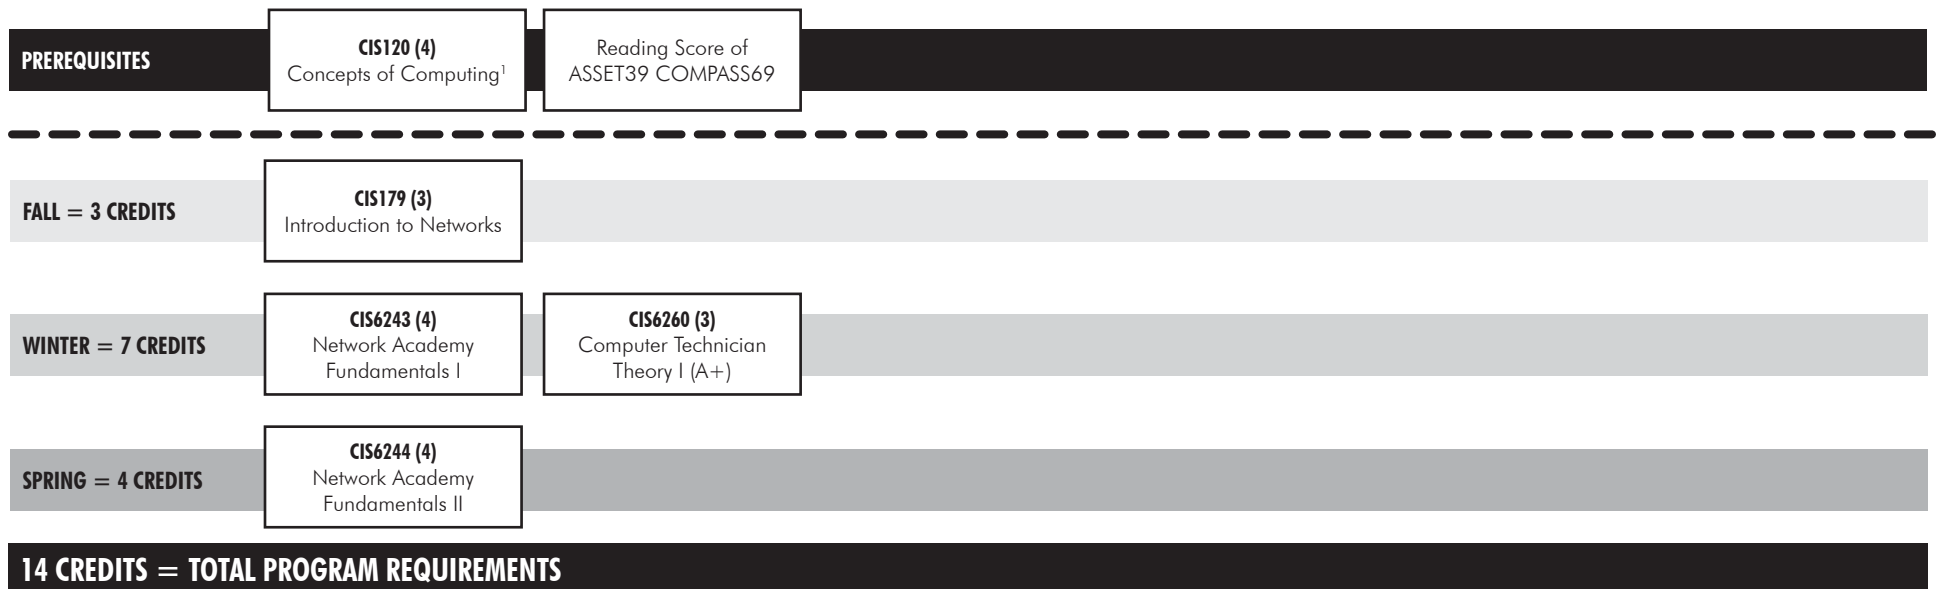 PREREQUISITES
CIS120 (4)
Concepts of Computing¹
Reading Score of
ASSET39 COMPASS69
FALL = 3 CREDITS
CIS179 (3)
Introduction to Networks
WINTER = 7 CREDITS
CIS6243 (4)
Network Academy
Fundamentals I
CIS6260 (3)
Computer Technician
Theory I (A+)
SPRING = 4 CREDITS
CIS6244 (4)
Network Academy
Fundamentals II
14 CREDITS = TOTAL PROGRAM REQUIREMENTS